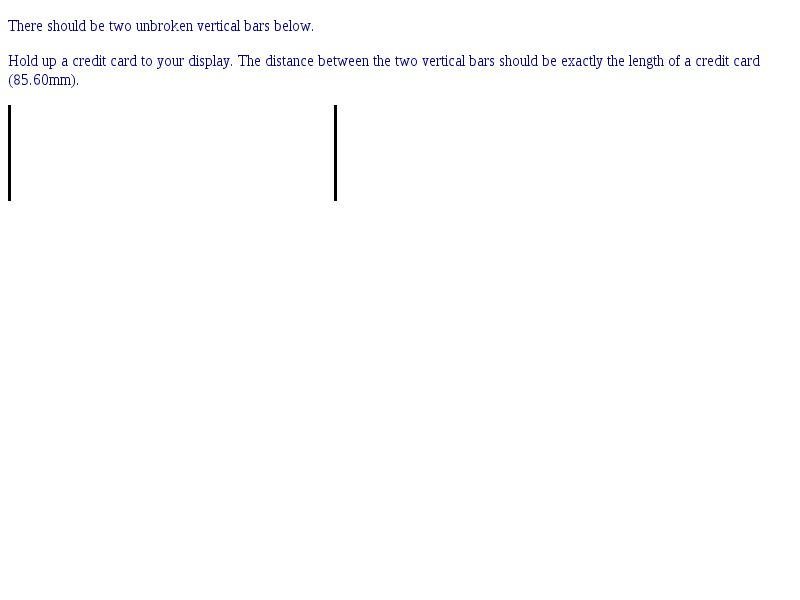 There should be two unbroken vertical bars below.
Hold up a credit card to your display. The distance between the two vertical bars should be exactly the length of a credit card
(85.60mm).